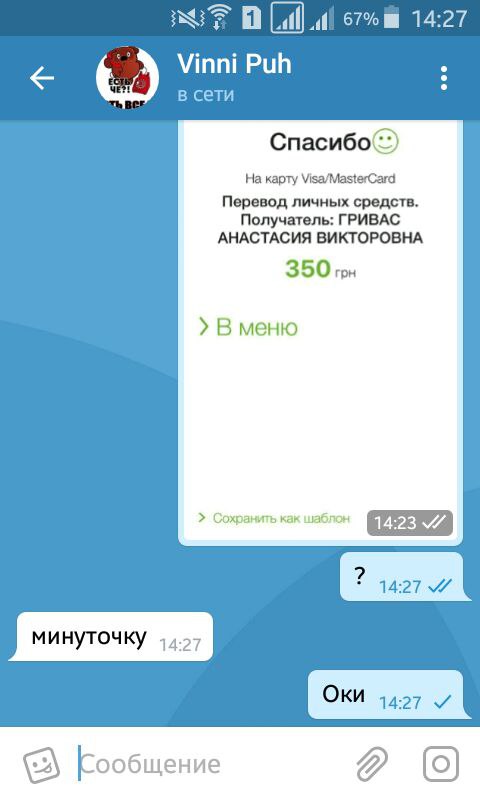 67% 14:27
Vinni Puh
в сети
ЕСТЬ
ЧЕ?!
ТЬ ВСЕ
Спасибо
На карту Visa/MasterCard
Перевод личных средств.
Получатель: ГРИВАС
АНАСТАСИЯ ВИКТОРОВНА
350 грн
В меню
Сохранить как шаблон 14:23
? 14:27
минуточку 14:27
Оки 14:27
Сообщение